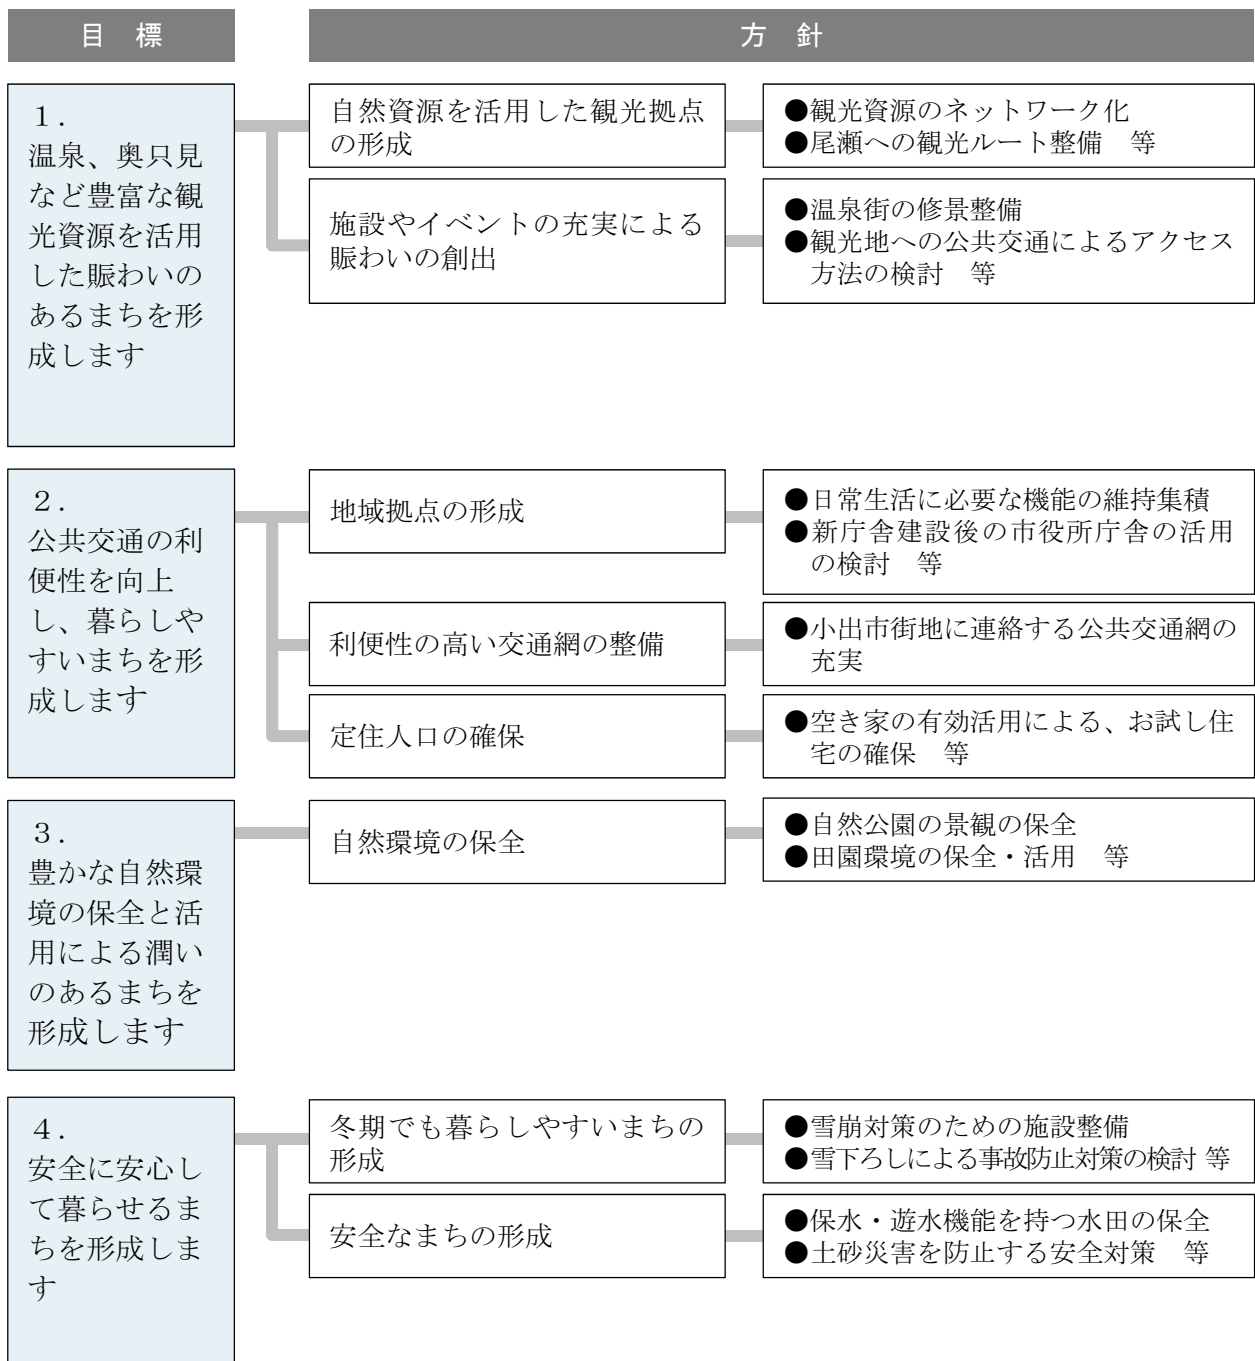 目　標
方　針
１．
温泉、奥只見
など豊富な観
光資源を活用
した賑わいの
あるまちを形
成します
自然資源を活用した観光拠点
の形成
●観光資源のネットワーク化
●尾瀬への観光ルート整備　等
施設やイベントの充実による
賑わいの創出
●温泉街の修景整備
●観光地への公共交通によるアクセス
方法の検討　等
２．
公共交通の利
便性を向上
し、暮らしや
すいまちを形
成します
地域拠点の形成
●日常生活に必要な機能の維持集積
●新庁舎建設後の市役所庁舎の活用
の検討　等
利便性の高い交通網の整備
●小出市街地に連絡する公共交通網の
充実
定住人口の確保
●空き家の有効活用による、お試し住
宅の確保　等
３．
豊かな自然環
境の保全と活
用による潤い
のあるまちを
形成します
自然環境の保全
●自然公園の景観の保全
●田園環境の保全・活用　等
４．
安全に安心し
て暮らせるま
ちを形成しま
す
冬期でも暮らしやすいまちの
形成
●雪崩対策のための施設整備
●雪下ろしによる事故防止対策の検討 等
安全なまちの形成
●保水・遊水機能を持つ水田の保全
●土砂災害を防止する安全対策　等